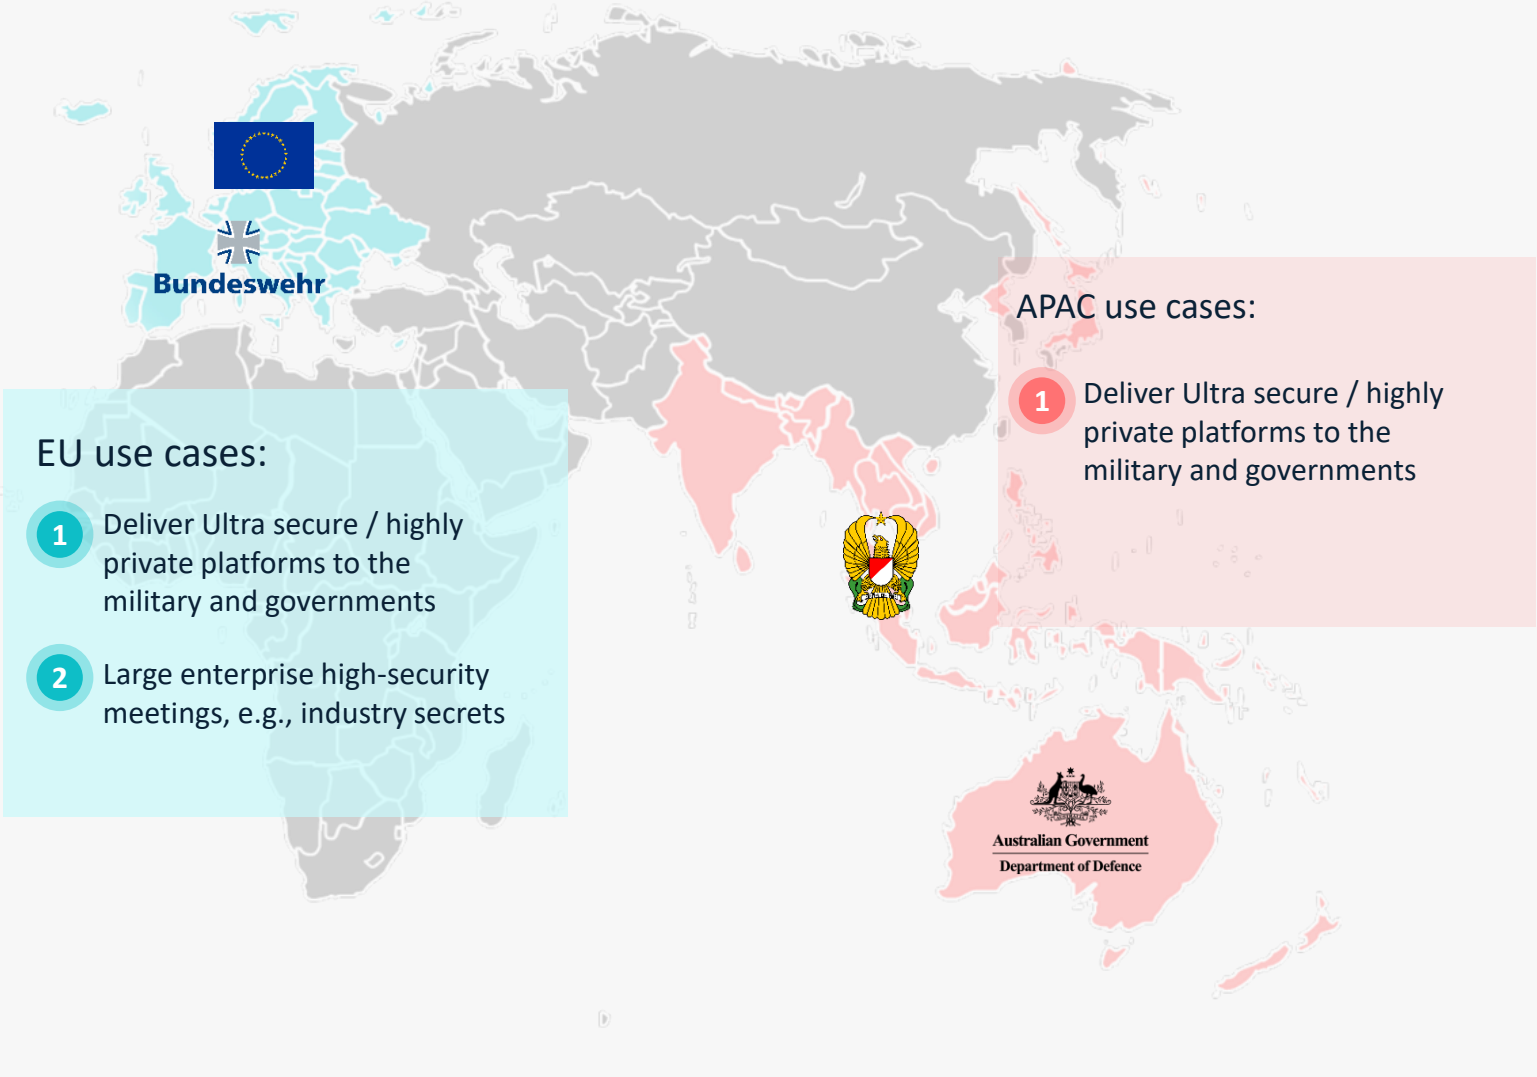 Bundeswehr
EU use cases:
1
Deliver Ultra secure / highly
private platforms to the
military and governments
2
Large enterprise high-security
meetings, e.g., industry secrets
APAC use cases:
1
Deliver Ultra secure / highly
private platforms to the
military and governments
Australian Government
Department of Defence